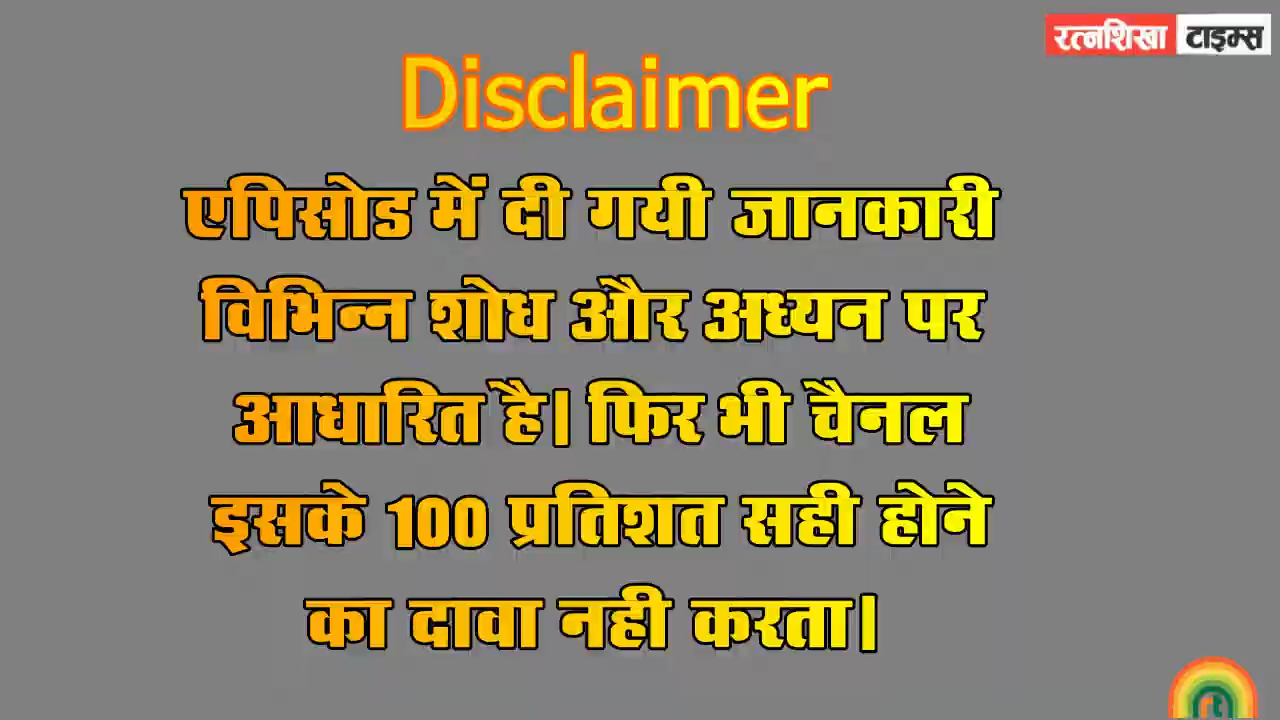 रत्नशिखा टाइम्स
Disclaimer
एपिसोड में दी गयी जानकारी
विभिन्न शोध और अध्यन पर
आधारित है। फिर भी चैनल
इसके 100 प्रतिशत सही होने
का दावा नही करता।
rt